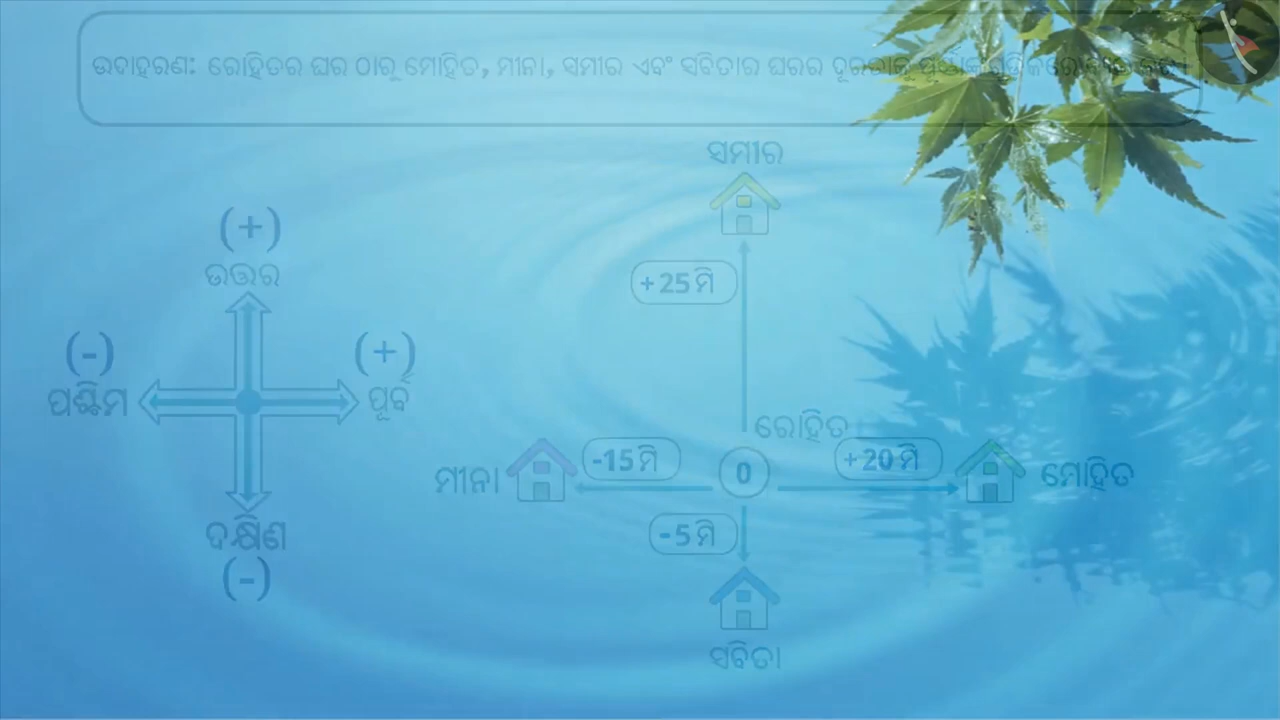 ଉଦାହରଣ: ରୋହିତର ଘର ଠାରୁ ମୋହିତ, ମୀନା, ସମୀର ଏବଂ ସବିତାର ଘରର
ସମୀର
(+)
ଉତ୍ତର
+25 ମି
(-)
(+)
ପଶ୍ଚିମ
ପୂର୍ବ
ରୋହିତ
ମୀନା
-15 ମି
0
+20 ମି
ମୋହିତ
ଦକ୍ଷିଣ
-5 ମି
(-)
ସବିତା